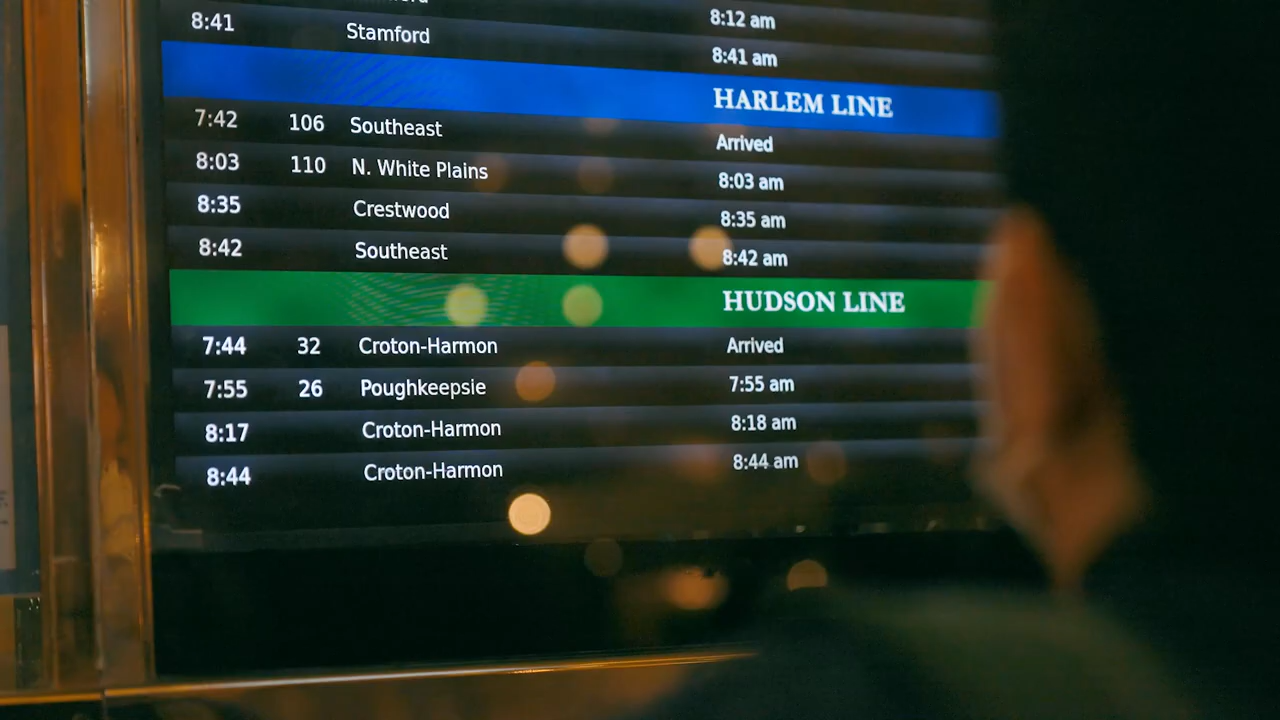 8:12 am
8:41 Stamford 8:41 am
HARLEM LINE
7:42 106 Southeast Arrived
8:03 110 N. White Plains 8:03 am
8:35 Crestwood 8:35 am
8:42 Southeast 8:42 am
HUDSON LINE
7:44 32 Croton-Harmon Arrived
7:55 26 Poughkeepsie 7:55 am
8:17 Croton-Harmon 8:18 am
8:44 Croton-Harmon 8:44 am